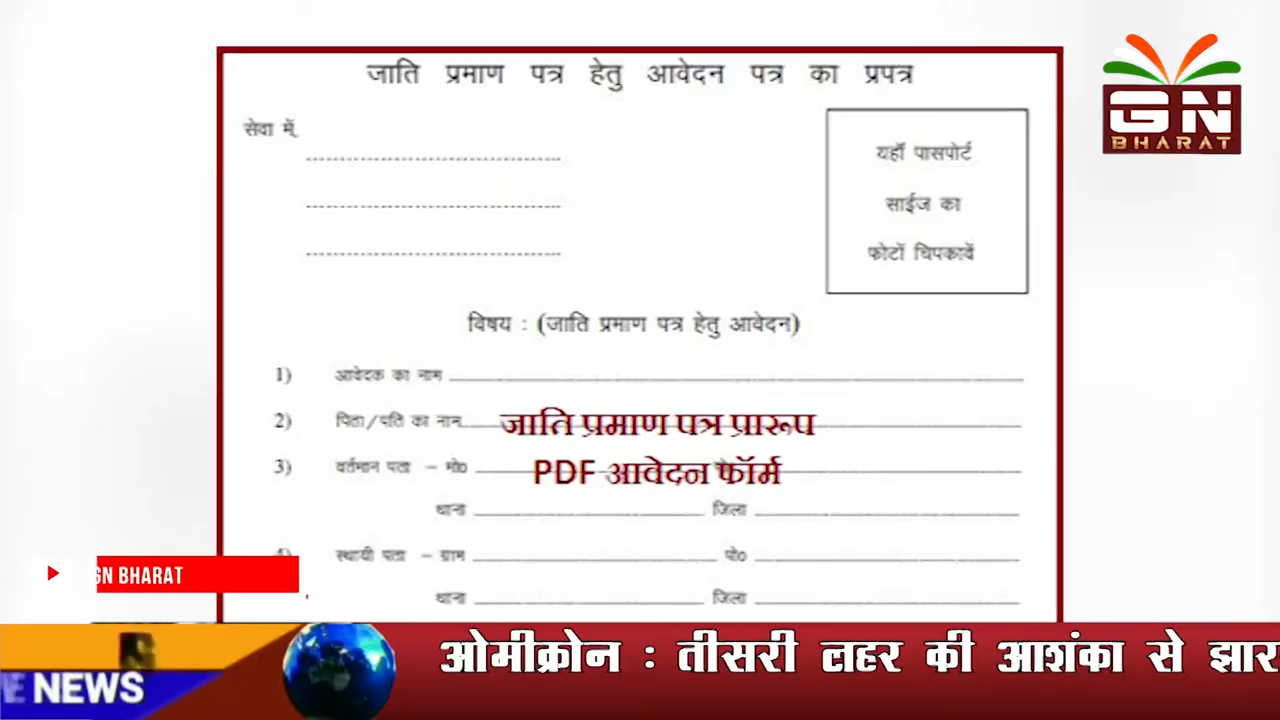 जाति प्रमाण पत्र हेतु आवेदन पत्र का प्रपत्र
GN
BHARAT
सेवा में,
यहाँ पासपोर्ट
साईज का
फोटों चिपकावें
विषय : (जाति प्रमाण पत्र हेतु आवेदन)
1) आवेदक का नाम
2) पिता/पति का नान
जाति प्रमाण पत्र प्रारूप
3) वर्तमान पता – मो०
PDF आवेदन फॉर्म
थाना जिला
4) स्थायी पता – ग्राम पो०
GN BHARAT
थाना जिला
ओमीक्रोन : तीसरी लहर की आशंका से झार
NEWS